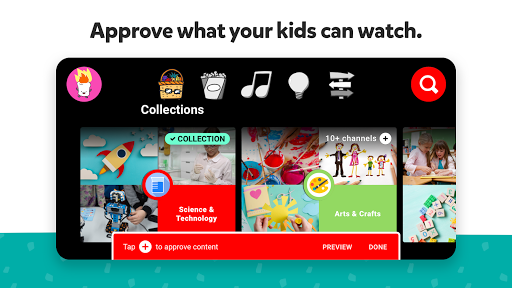 Approve what your kids can watch.
Collections
✓ COLLECTION
10+ channels +
Science &
Technology
Arts & Crafts
Tap + to approve content
PREVIEW
DONE